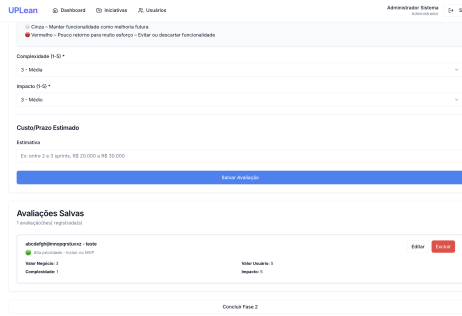 UPLean
Dashboard
Iniciativas
Usuários
Administrador Sistema
Administrador
S
Cinza – Manter funcionalidade como melhoria futura
Vermelho – Pouco retorno para muito esforço – Evitar ou descartar funcionalidade
Complexidade (1-5) *
3 - Média
Impacto (1-5) *
3 - Médio
Custo/Prazo Estimado
Estimativa
Ex: entre 2 e 3 sprints, R$ 20.000 a R$ 30.000
Salvar Avaliação
Avaliações Salvas
1 avaliação(ões) registrada(s)
abcdefghijlmnopqrstuvxz - teste
Alta prioridade - Incluir no MVP
Valor Negócio: 3
Valor Usuário: 5
Complexidade: 1
Impacto: 5
Editar
Excluir
Concluir Fase 2